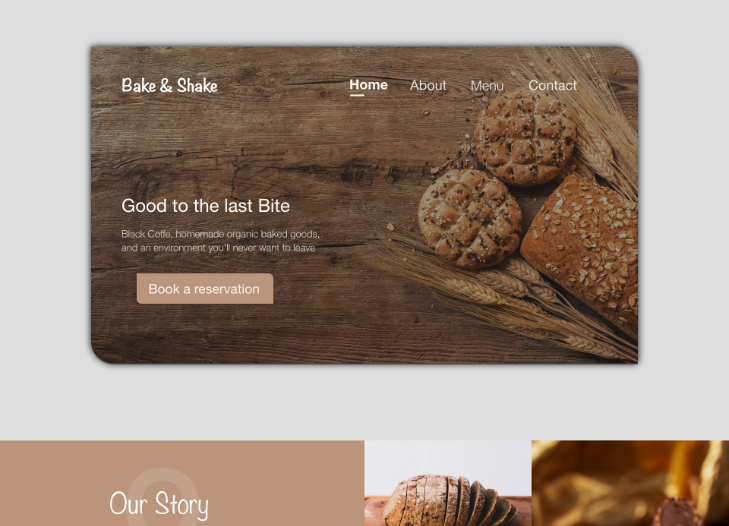 Bake & Shake
Home About Menu Contact
Good to the last Bite
Black Coffe, homemade organic baked goods,
and an environment you'll never want to leave
Book a reservation
Our Story